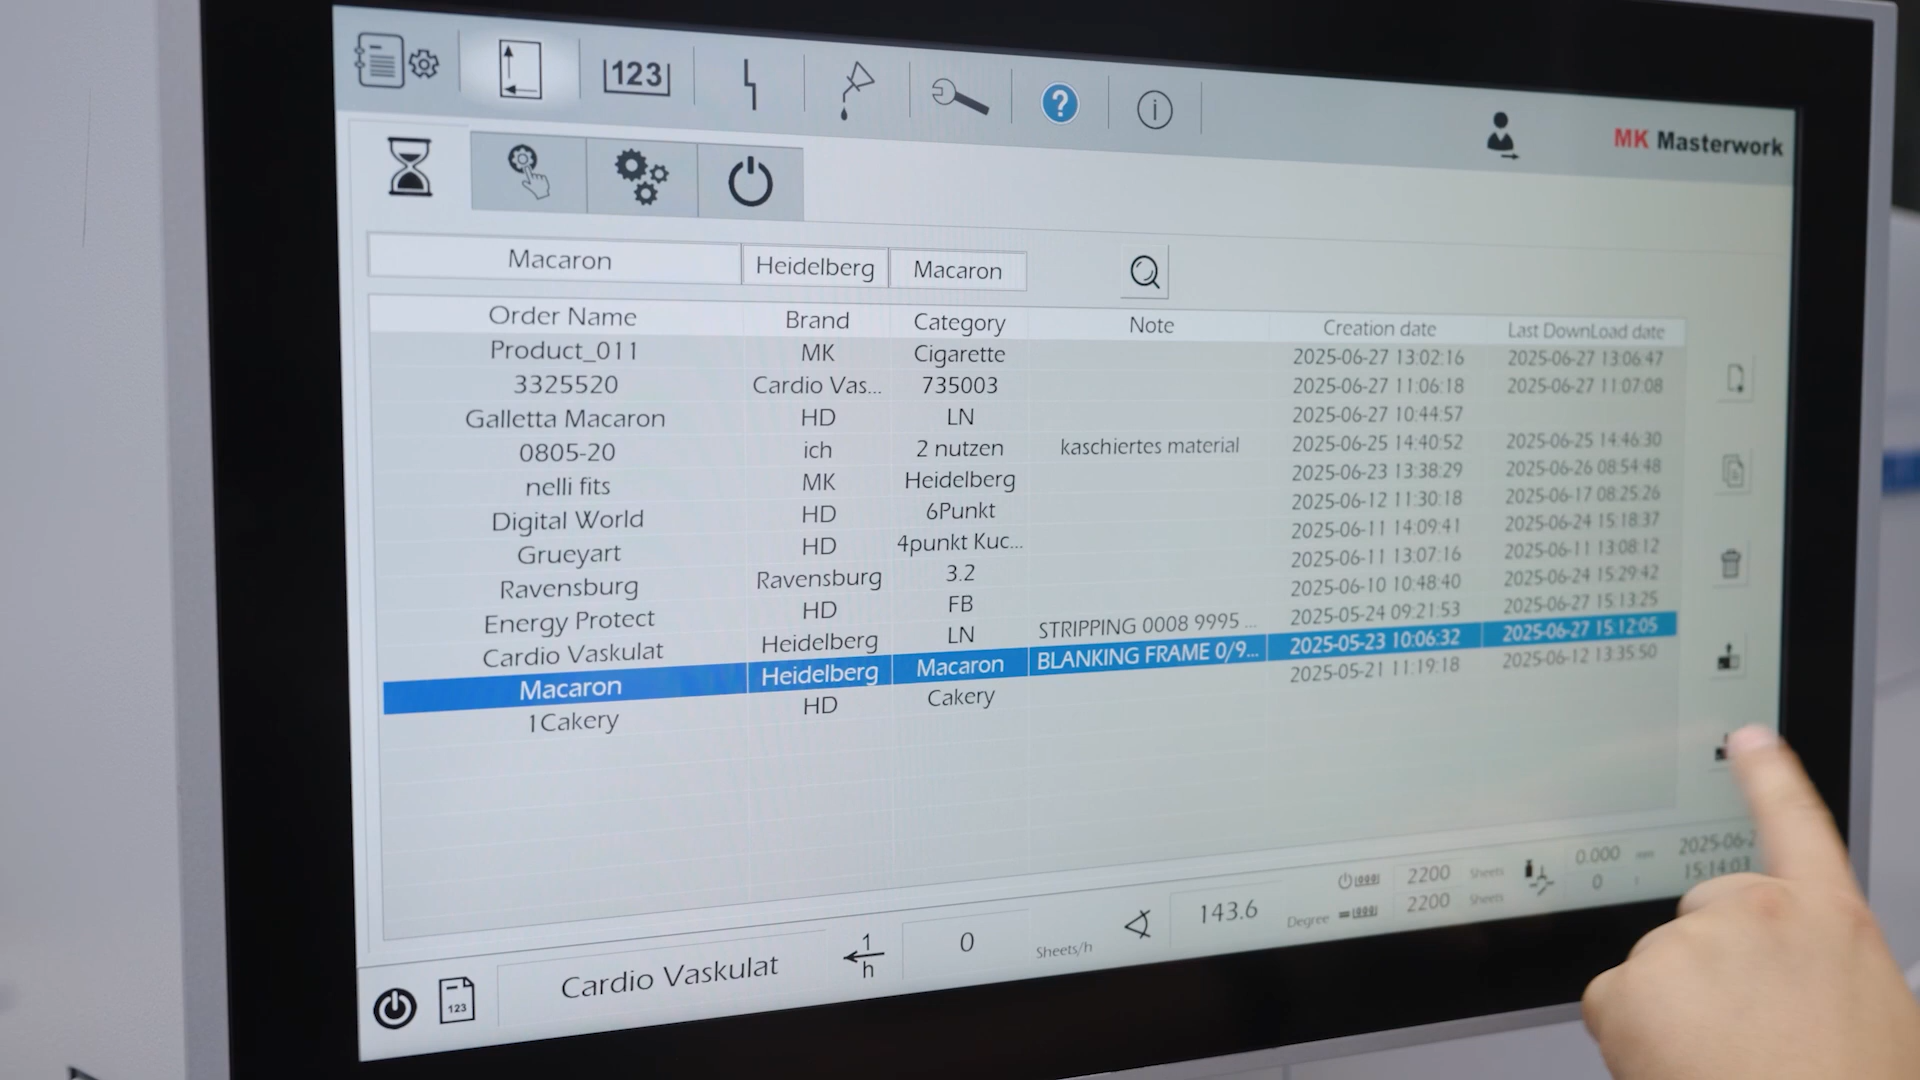 123
?
i
MK Masterwork
Macaron Heidelberg Macaron
Order Name Brand Category Note Creation date Last DownLoad date
Product_011 MK Cigarette 2025-06-27 13:02:16 2025-06-27 13:06:47
3325520 Cardio Vas... 735003 2025-06-27 11:06:18 2025-06-27 11:07:08
Galletta Macaron HD LN 2025-06-27 10:44:57
0805-20 ich 2 nutzen kaschiertes material 2025-06-25 14:40:52 2025-06-25 14:46:30
nelli fits MK Heidelberg 2025-06-23 13:38:29 2025-06-26 08:54:48
Digital World HD 6Punkt 2025-06-12 11:30:18 2025-06-17 08:25:26
Grueyart HD 4punkt Kuc... 2025-06-11 14:09:41 2025-06-24 15:18:37
Ravensburg Ravensburg 3.2 2025-06-11 13:07:16 2025-06-11 13:08:12
Energy Protect HD FB 2025-06-10 10:48:40 2025-06-24 15:29:42
Cardio Vaskulat Heidelberg LN STRIPPING 0008 9995 ... 2025-05-24 09:21:53 2025-06-27 15:13:25
Macaron Heidelberg Macaron BLANKING FRAME 0/9... 2025-05-23 10:06:32 2025-06-27 15:12:05
1Cakery HD Cakery 2025-05-21 11:19:18 2025-06-12 13:35:50
123 Cardio Vaskulat 1/h 0 Sheets/h 143.6 Degree
2200 Sheets 0.000 mm 2025-06-2
2200 Sheets 0 15:14:03